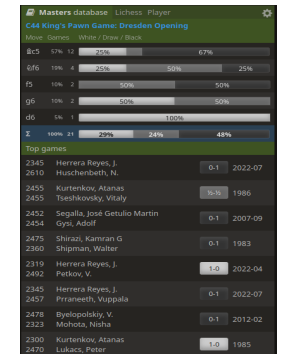 Masters database Lichess Player
C44 King's Pawn Game: Dresden Opening
Move Games White / Draw / Black
♗c5 57% 12 25% 67%
♘f6 19% 4 25% 50% 25%
f5 10% 2 50% 50%
g6 10% 2 50% 50%
d6 5% 1 100%
Σ 100% 21 29% 24% 48%
Top games
2345 Herrera Reyes, J.
2610 Huschenbeth, N. 0-1 2022-07
2455 Kurtenkov, Atanas
2455 Tseshkovsky, Vitaly ½-½ 1986
2452 Segalla, José Getulio Martin
2454 Gysi, Adolf 0-1 2007-09
2475 Shirazi, Kamran G
2360 Shipman, Walter 0-1 1983
2319 Herrera Reyes, J.
2492 Petkov, V. 1-0 2022-04
2345 Herrera Reyes, J.
2457 Prraneeth, Vuppala 0-1 2022-07
2478 Byelopolskiy, V.
2323 Mohota, Nisha 0-1 2012-02
2300 Kurtenkov, Atanas
2470 Lukacs, Peter 1-0 1985